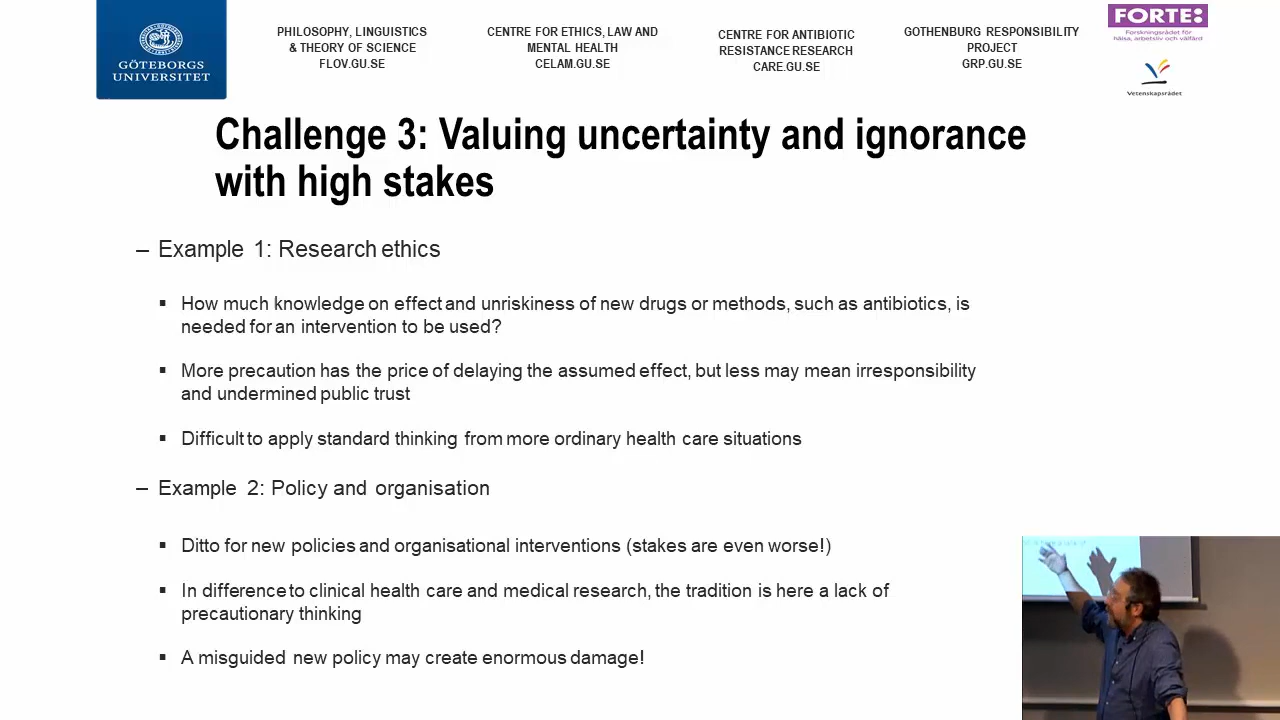 GÖTEBORGS
UNIVERSITET
PHILOSOPHY, LINGUISTICS
& THEORY OF SCIENCE
FLOV.GU.SE
CENTRE FOR ETHICS, LAW AND
MENTAL HEALTH
CELAM.GU.SE
CENTRE FOR ANTIBIOTIC
RESISTANCE RESEARCH
CARE.GU.SE
GOTHENBURG RESPONSIBILITY
PROJECT
GRP.GU.SE
FORTE:
Forskningsrådet för
hälsa, arbetsliv och välfärd
Vetenskapsrådet
Challenge 3: Valuing uncertainty and ignorance
with high stakes
– Example 1: Research ethics
▪ How much knowledge on effect and unriskiness of new drugs or methods, such as antibiotics, is
needed for an intervention to be used?
▪ More precaution has the price of delaying the assumed effect, but less may mean irresponsibility
and undermined public trust
▪ Difficult to apply standard thinking from more ordinary health care situations
– Example 2: Policy and organisation
▪ Ditto for new policies and organisational interventions (stakes are even worse!)
▪ In difference to clinical health care and medical research, the tradition is here a lack of
precautionary thinking
▪ A misguided new policy may create enormous damage!